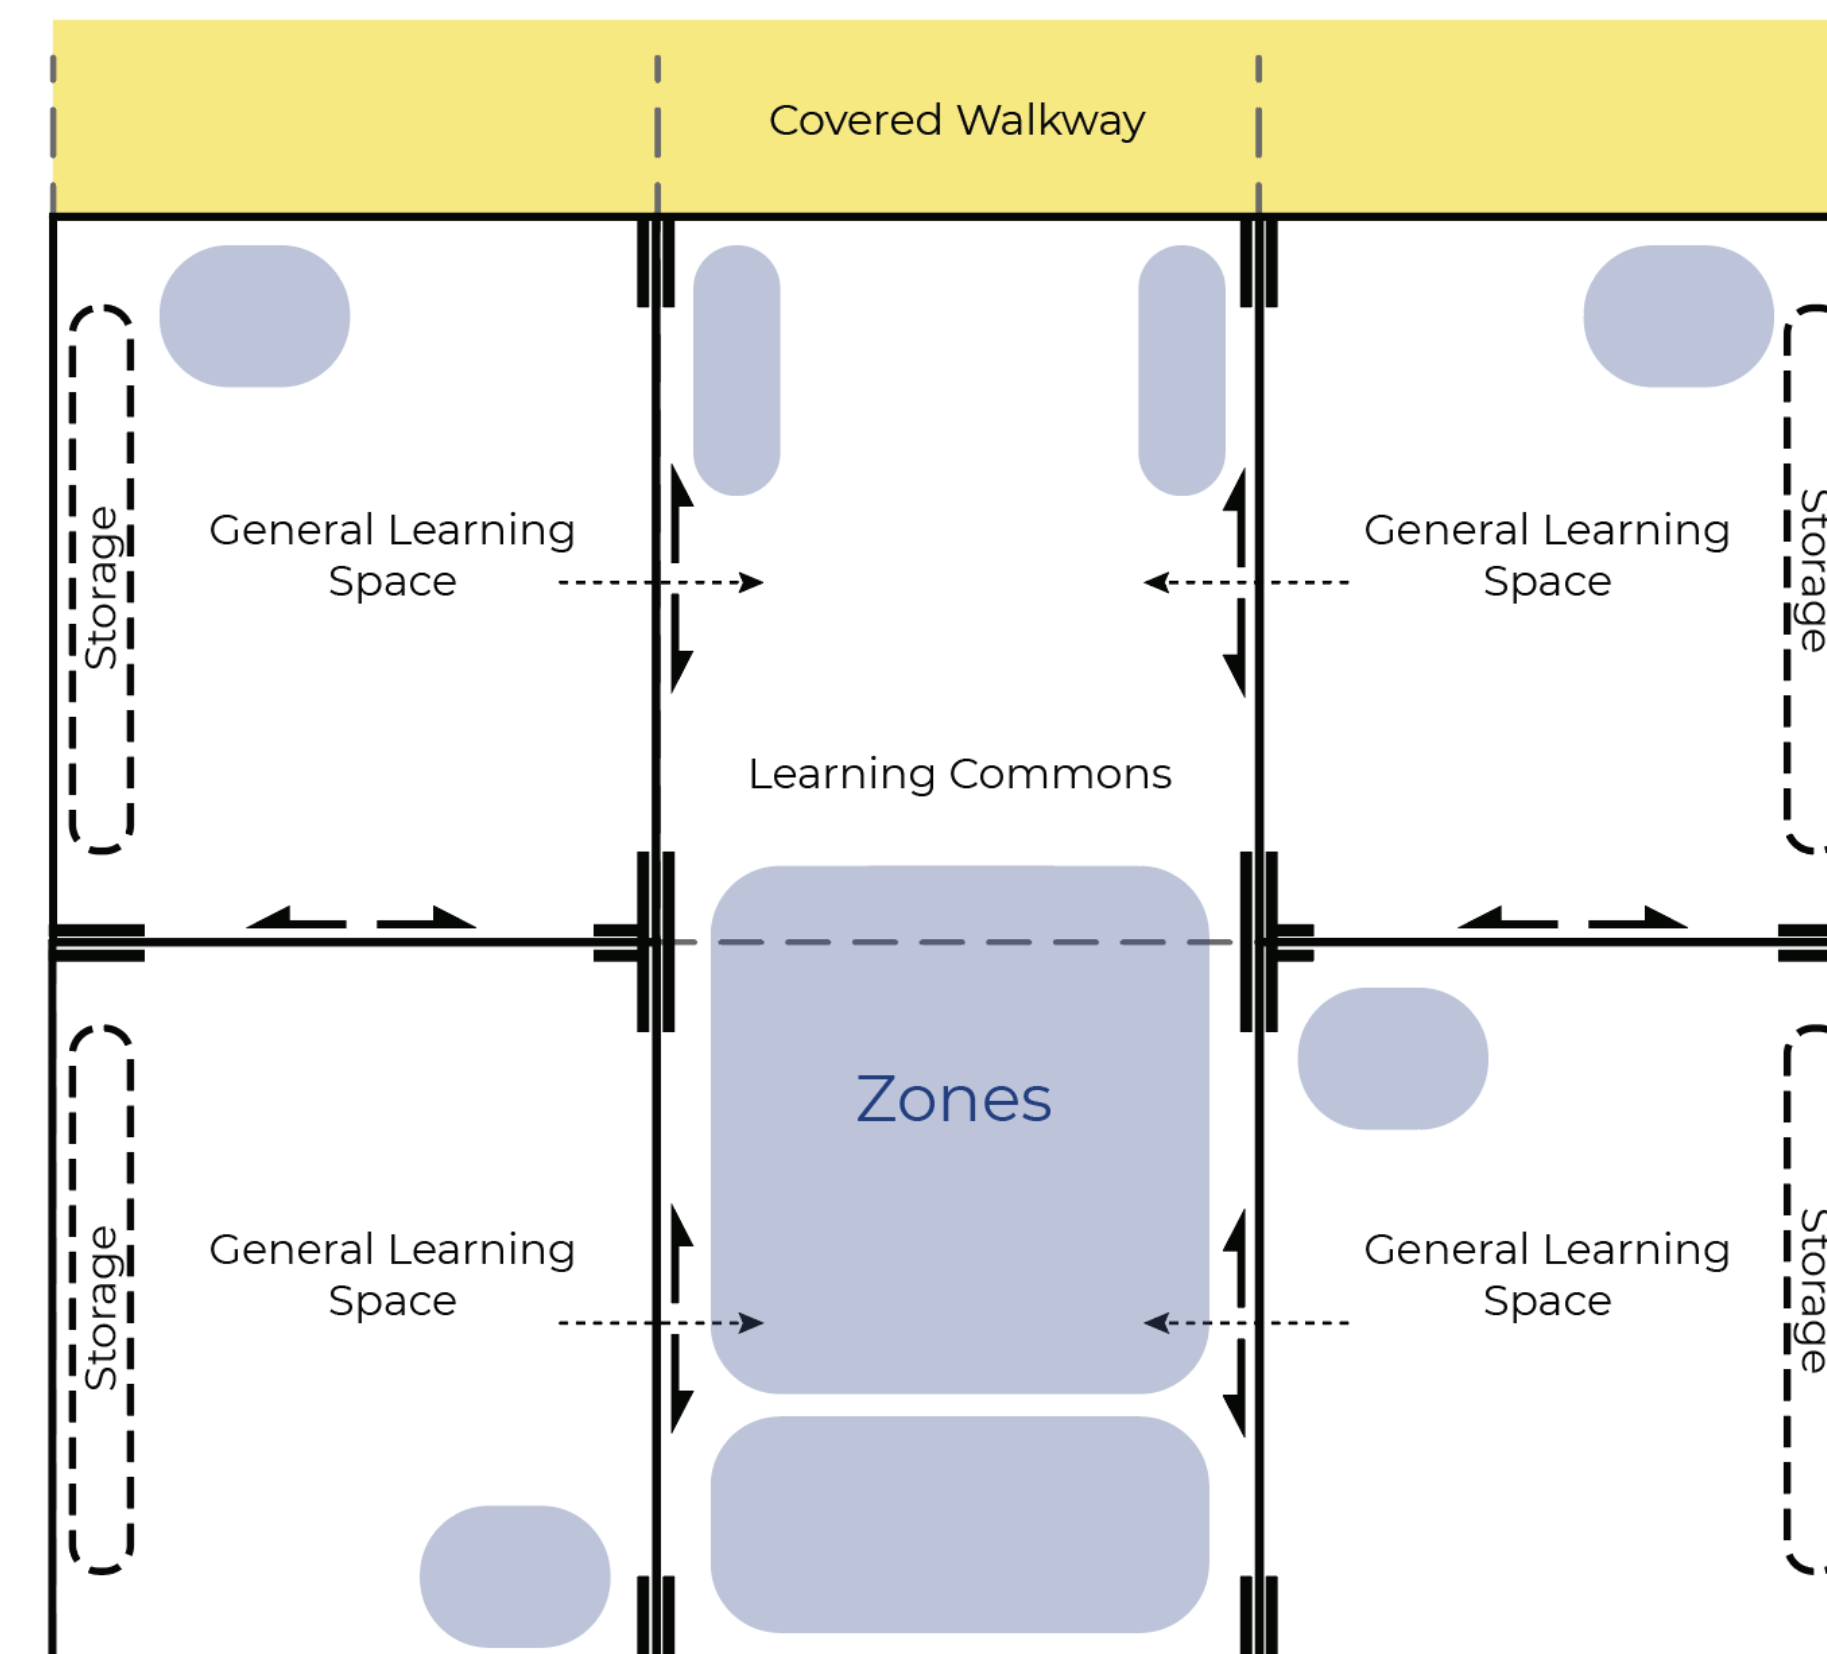 Covered Walkway
General Learning
Space
Storage
General Learning
Space
Storage
Learning Commons
Zones
General Learning
Space
Storage
General Learning
Space
Storage